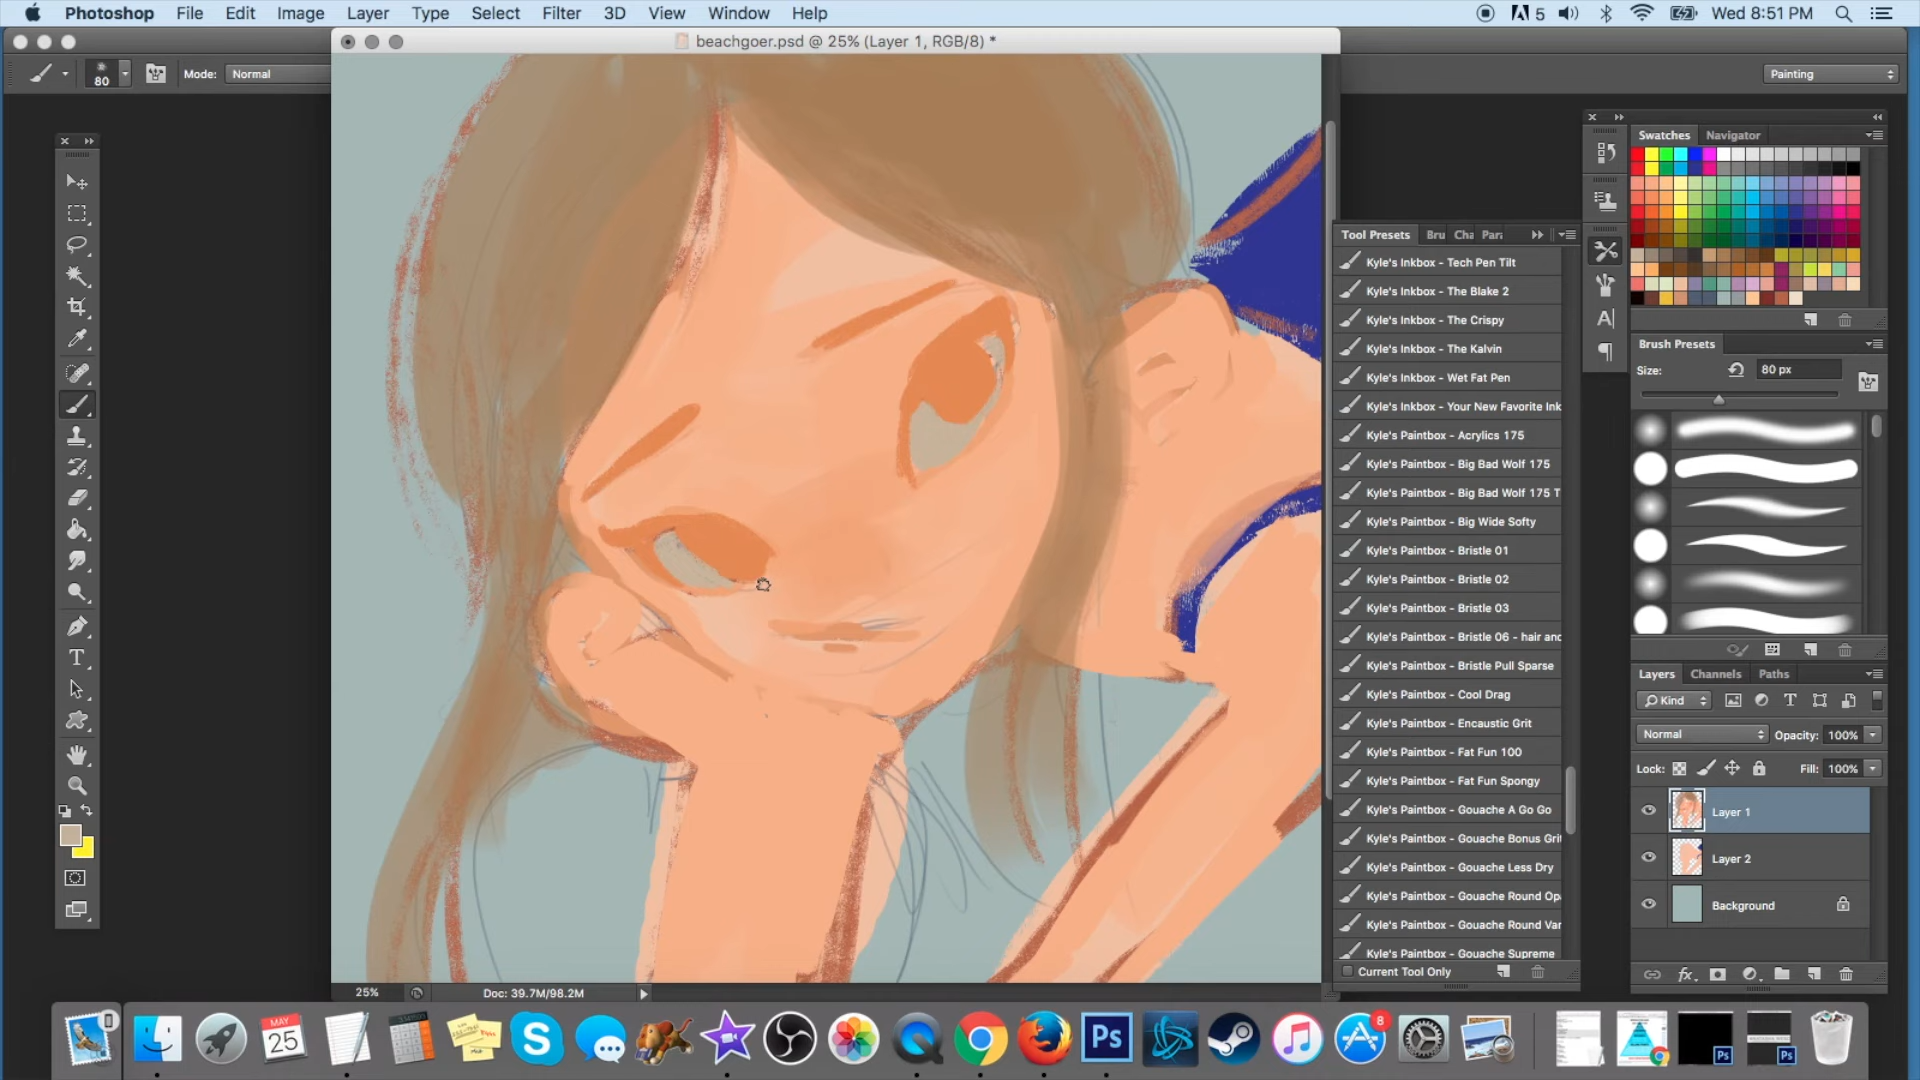 Photoshop File Edit Image Layer Type Select Filter 3D View Window Help
5 Wed 8:51 PM
beachgoer.psd @ 25% (Layer 1, RGB/8) *
80 Mode: Normal
Painting
Swatches Navigator
Tool Presets Bru Cha Para
Kyle's Inkbox - Tech Pen Tilt
Kyle's Inkbox - The Blake 2
Kyle's Inkbox - The Crispy
Kyle's Inkbox - The Kalvin
Kyle's Inkbox - Wet Fat Pen
Kyle's Inkbox - Your New Favorite Ink
Kyle's Paintbox - Acrylics 175
Kyle's Paintbox - Big Bad Wolf 175
Kyle's Paintbox - Big Bad Wolf 175 T
Kyle's Paintbox - Big Wide Softy
Kyle's Paintbox - Bristle 01
Kyle's Paintbox - Bristle 02
Kyle's Paintbox - Bristle 03
Kyle's Paintbox - Bristle 06 - hair and
Kyle's Paintbox - Bristle Pull Sparse
Kyle's Paintbox - Cool Drag
Kyle's Paintbox - Encaustic Grit
Kyle's Paintbox - Fat Fun 100
Kyle's Paintbox - Fat Fun Spongy
Kyle's Paintbox - Gouache A Go Go
Kyle's Paintbox - Gouache Bonus Grit
Kyle's Paintbox - Gouache Less Dry
Kyle's Paintbox - Gouache Round Opa
Kyle's Paintbox - Gouache Round Var
Kyle's Paintbox - Gouache Supreme
Current Tool Only
Brush Presets
Size: 80 px
Layers Channels Paths
Kind
Normal Opacity: 100%
Lock: Fill: 100%
Layer 1
Layer 2
Background
25% Doc: 39.7M/98.2M
MAY
25
8
Ps
Ps
Ps